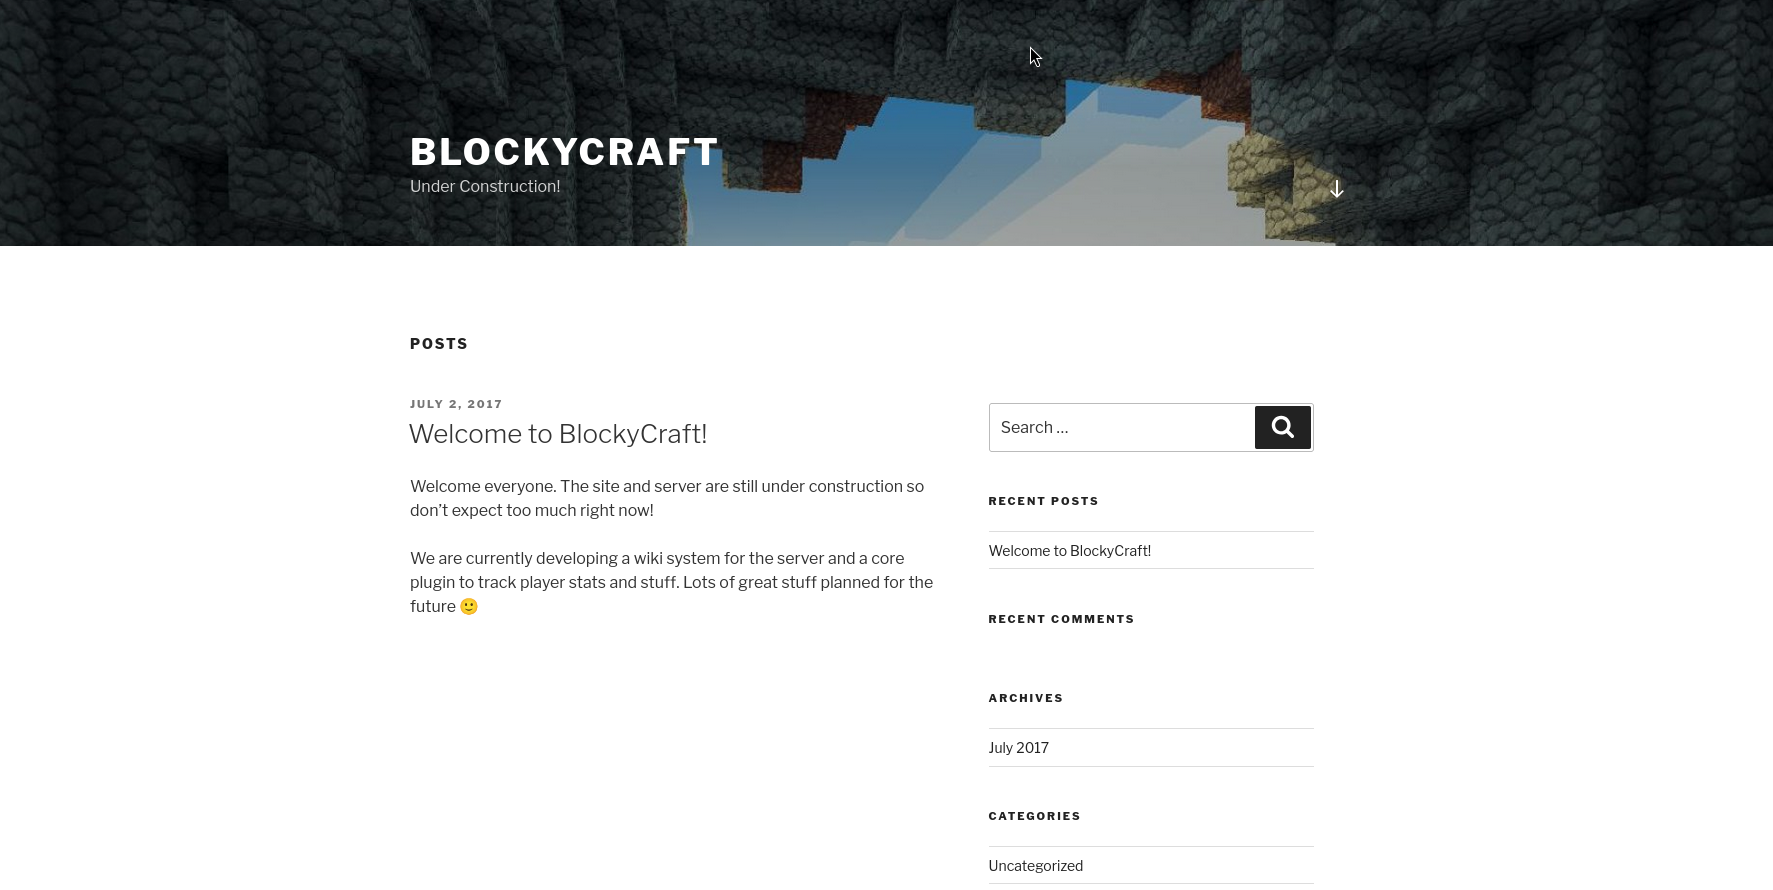 BLOCKYCRAFT
Under Construction!
POSTS
JULY 2, 2017
Welcome to BlockyCraft!
Welcome everyone. The site and server are still under construction so
don’t expect too much right now!
We are currently developing a wiki system for the server and a core
plugin to track player stats and stuff. Lots of great stuff planned for the
future 🙂
Search …
RECENT POSTS
Welcome to BlockyCraft!
RECENT COMMENTS
ARCHIVES
July 2017
CATEGORIES
Uncategorized